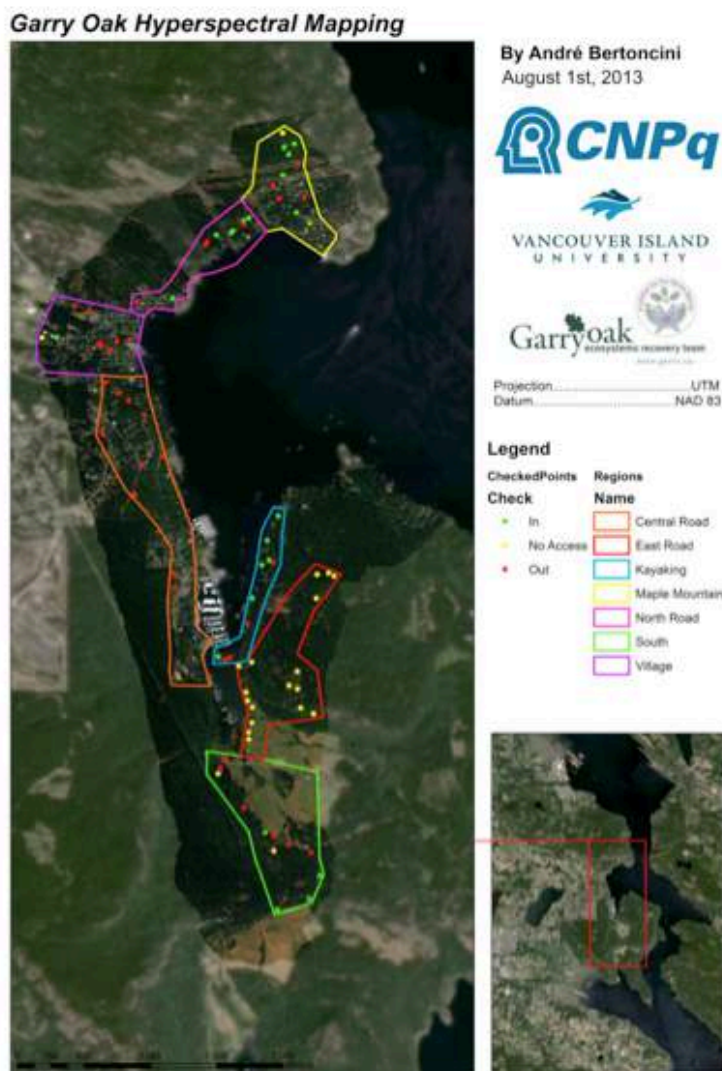 Garry Oak Hyperspectral Mapping
By André Bertoncini
August 1st, 2013
CNPq
VANCOUVER ISLAND
UNIVERSITY
Garryoak
ecosystems recovery team
Projection UTM
Datum NAD 83
Legend
CheckedPoints Regions
Check Name
In Central Road
No Access East Road
Out Kayaking
Maple Mountain
North Road
South
Village